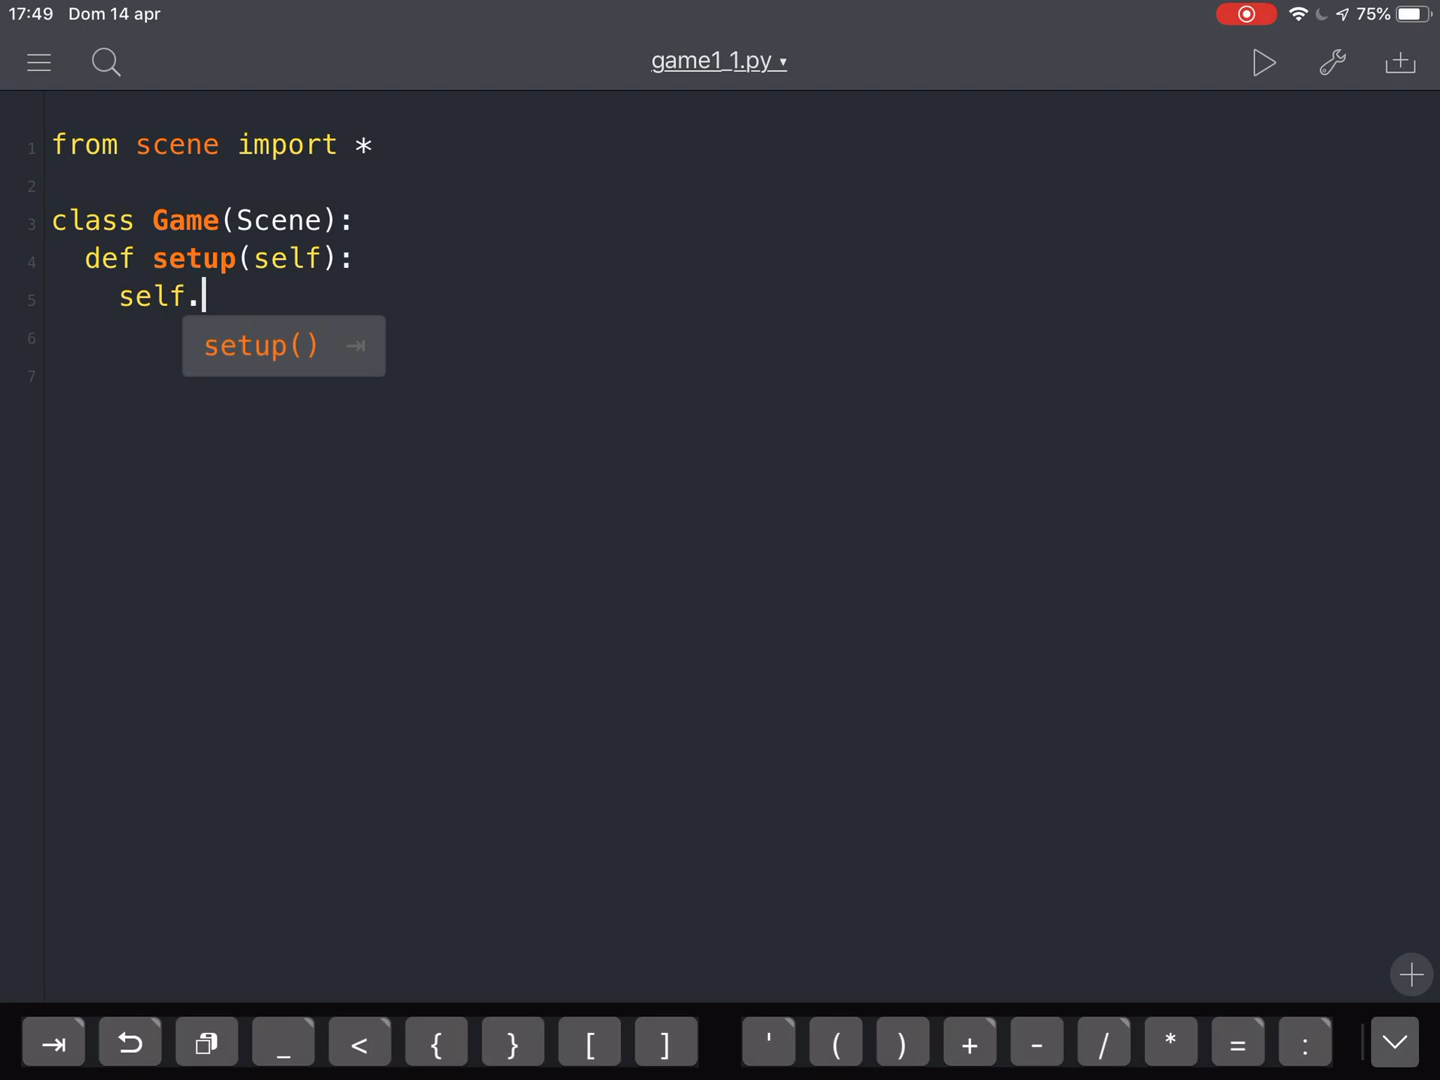 17:49 Dom 14 apr 75%
game1_1.py ▾
1 from scene import *
2
3 class Game(Scene):
4 def setup(self):
5 self.
setup() ⇥
6
7
⇥ _ < { } [ ] ' ( ) + - / * = :